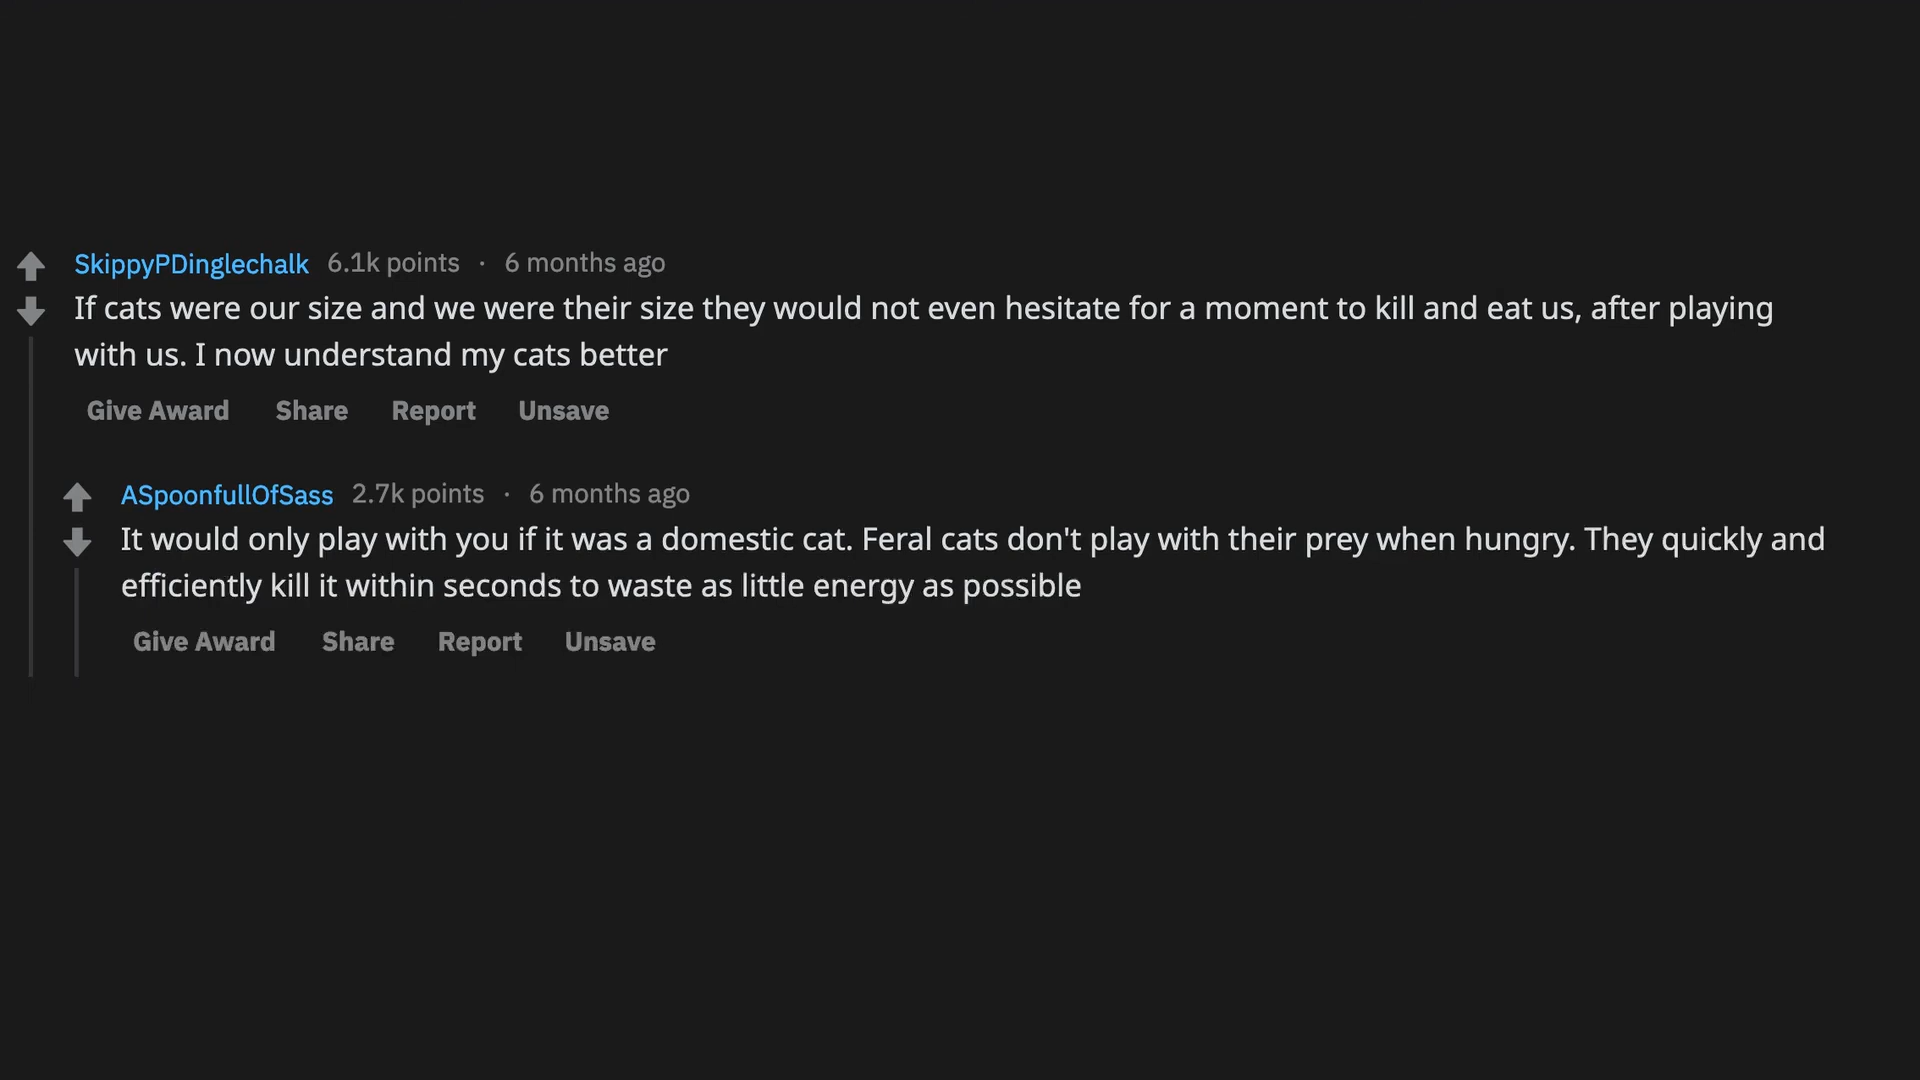 SkippyPDinglechalk 6.1k points · 6 months ago
If cats were our size and we were their size they would not even hesitate for a moment to kill and eat us, after playing
with us. I now understand my cats better
Give Award Share Report Unsave
ASpoonfullOfSass 2.7k points · 6 months ago
It would only play with you if it was a domestic cat. Feral cats don't play with their prey when hungry. They quickly and
efficiently kill it within seconds to waste as little energy as possible
Give Award Share Report Unsave